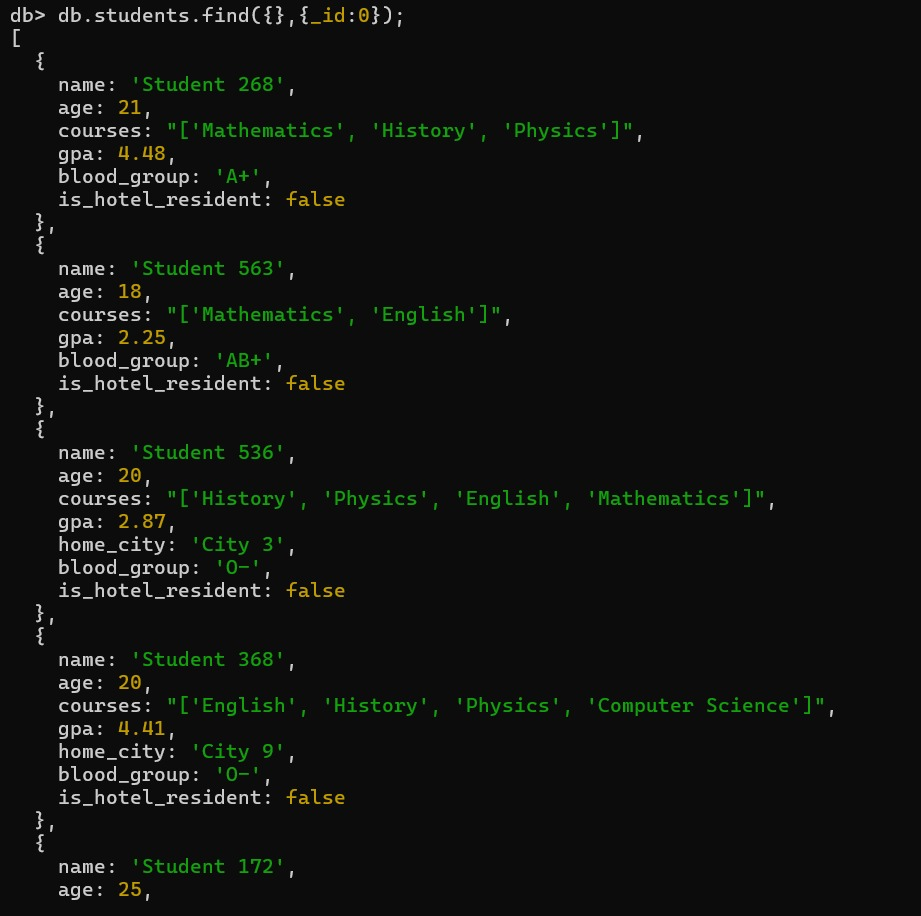 db> db.students.find({},{_id:0});
[
  {
    name: 'Student 268',
    age: 21,
    courses: "['Mathematics', 'History', 'Physics']",
    gpa: 4.48,
    blood_group: 'A+',
    is_hotel_resident: false
  },
  {
    name: 'Student 563',
    age: 18,
    courses: "['Mathematics', 'English']",
    gpa: 2.25,
    blood_group: 'AB+',
    is_hotel_resident: false
  },
  {
    name: 'Student 536',
    age: 20,
    courses: "['History', 'Physics', 'English', 'Mathematics']",
    gpa: 2.87,
    home_city: 'City 3',
    blood_group: 'O-',
    is_hotel_resident: false
  },
  {
    name: 'Student 368',
    age: 20,
    courses: "['English', 'History', 'Physics', 'Computer Science']",
    gpa: 4.41,
    home_city: 'City 9',
    blood_group: 'O-',
    is_hotel_resident: false
  },
  {
    name: 'Student 172',
    age: 25,